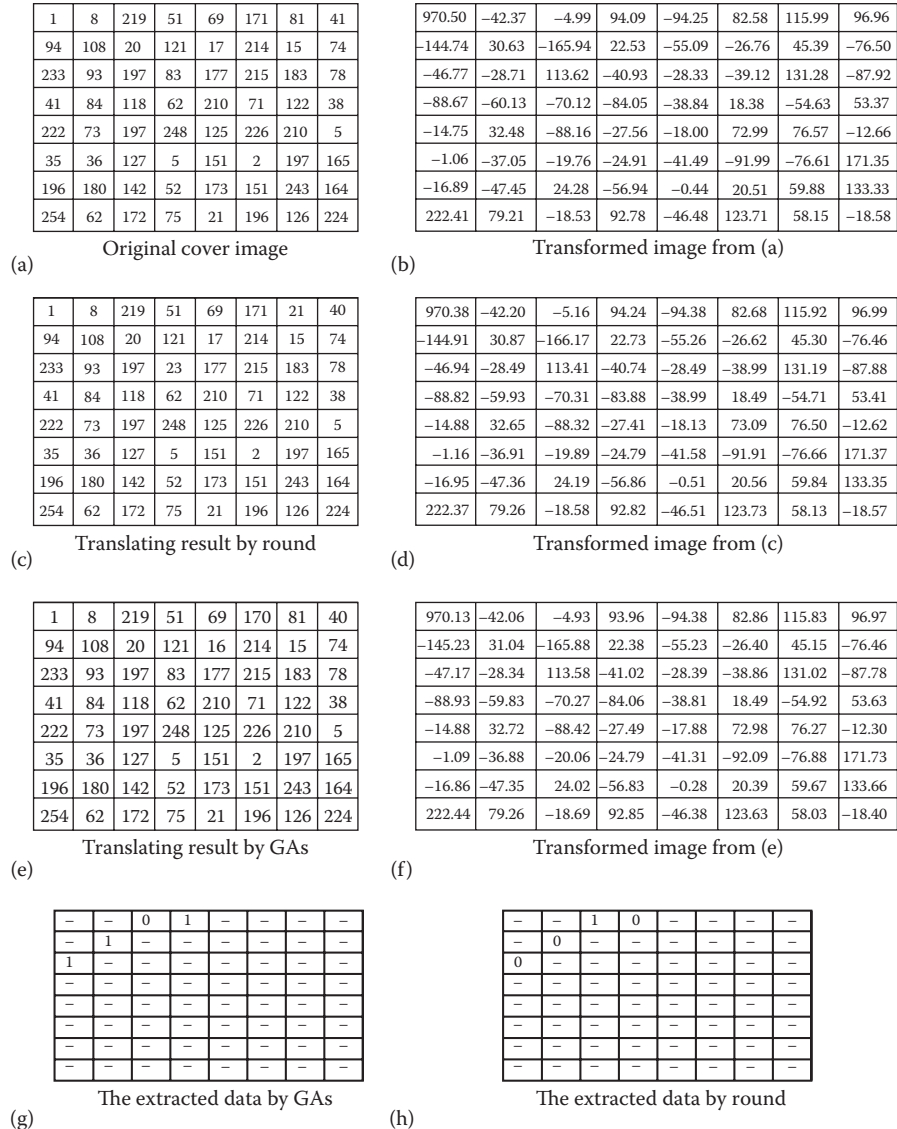 1 8 219 51 69 171 81 41
94 108 20 121 17 214 15 74
233 93 197 83 177 215 183 78
41 84 118 62 210 71 122 38
222 73 197 248 125 226 210 5
35 36 127 5 151 2 197 165
196 180 142 52 173 151 243 164
254 62 172 75 21 196 126 224
(a)
Original cover image
970.50 −42.37 −4.99 94.09 −94.25 82.58 115.99 96.96
−144.74 30.63 −165.94 22.53 −55.09 −26.76 45.39 −76.50
−46.77 −28.71 113.62 −40.93 −28.33 −39.12 131.28 −87.92
−88.67 −60.13 −70.12 −84.05 −38.84 18.38 −54.63 53.37
−14.75 32.48 −88.16 −27.56 −18.00 72.99 76.57 −12.66
−1.06 −37.05 −19.76 −24.91 −41.49 −91.99 −76.61 171.35
−16.89 −47.45 24.28 −56.94 −0.44 20.51 59.88 133.33
222.41 79.21 −18.53 92.78 −46.48 123.71 58.15 −18.58
(b)
Transformed image from (a)
1 8 219 51 69 171 21 40
94 108 20 121 17 214 15 74
233 93 197 23 177 215 183 78
41 84 118 62 210 71 122 38
222 73 197 248 125 226 210 5
35 36 127 5 151 2 197 165
196 180 142 52 173 151 243 164
254 62 172 75 21 196 126 224
(c)
Translating result by round
970.38 −42.20 −5.16 94.24 −94.38 82.68 115.92 96.99
−144.91 30.87 −166.17 22.73 −55.26 −26.62 45.30 −76.46
−46.94 −28.49 113.41 −40.74 −28.49 −38.99 131.19 −87.88
−88.82 −59.93 −70.31 −83.88 −38.99 18.49 −54.71 53.41
−14.88 32.65 −88.32 −27.41 −18.13 73.09 76.50 −12.62
−1.16 −36.91 −19.89 −24.79 −41.58 −91.91 −76.66 171.37
−16.95 −47.36 24.19 −56.86 −0.51 20.56 59.84 133.35
222.37 79.26 −18.58 92.82 −46.51 123.73 58.13 −18.57
(d)
Transformed image from (c)
1 8 219 51 69 170 81 40
94 108 20 121 16 214 15 74
233 93 197 83 177 215 183 78
41 84 118 62 210 71 122 38
222 73 197 248 125 226 210 5
35 36 127 5 151 2 197 165
196 180 142 52 173 151 243 164
254 62 172 75 21 196 126 224
(e)
Translating result by GAs
970.13 −42.06 −4.93 93.96 −94.38 82.86 115.83 96.97
−145.23 31.04 −165.88 22.38 −55.23 −26.40 45.15 −76.46
−47.17 −28.34 113.58 −41.02 −28.39 −38.86 131.02 −87.78
−88.93 −59.83 −70.27 −84.06 −38.81 18.49 −54.92 53.63
−14.88 32.72 −88.42 −27.49 −17.88 72.98 76.27 −12.30
−1.09 −36.88 −20.06 −24.79 −41.31 −92.09 −76.88 171.73
−16.86 −47.35 24.02 −56.83 −0.28 20.39 59.67 133.66
222.44 79.26 −18.69 92.85 −46.38 123.63 58.03 −18.40
(f)
Transformed image from (e)
– – 0 1 – – – –
– 1 – – – – – –
1 – – – – – – –
– – – – – – – –
– – – – – – – –
– – – – – – – –
– – – – – – – –
– – – – – – – –
(g)
The extracted data by GAs
– – 1 0 – – – –
– 0 – – – – – –
0 – – – – – – –
– – – – – – – –
– – – – – – – –
– – – – – – – –
– – – – – – – –
– – – – – – – –
(h)
The extracted data by round